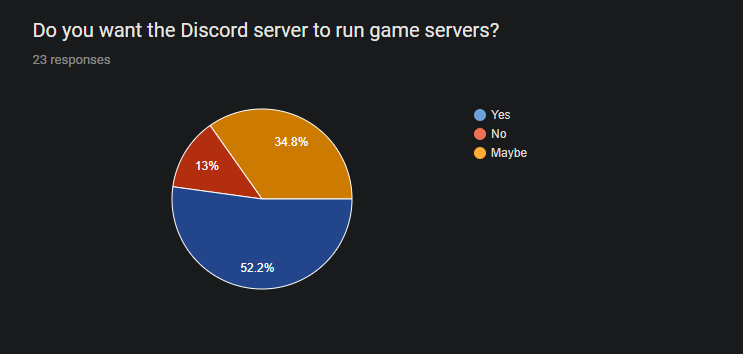 Do you want the Discord server to run game servers?
23 responses
Yes
No
Maybe
34.8%
13%
52.2%